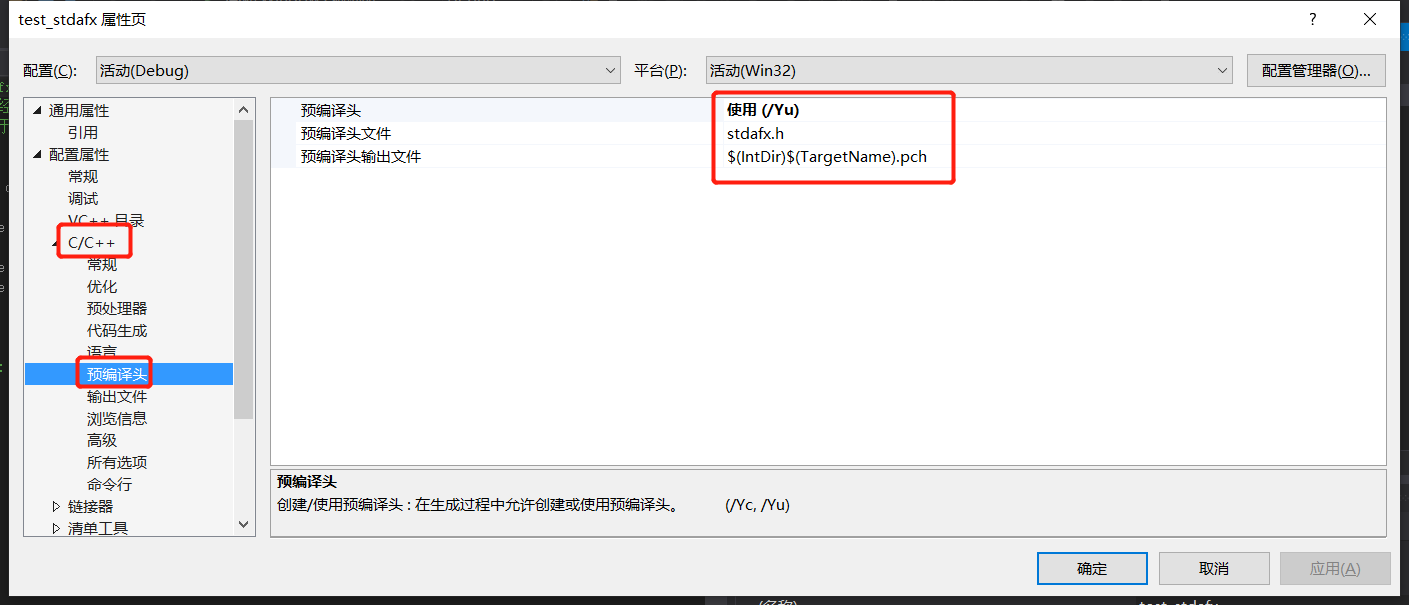 test_stdafx 属性页
?
配置(C): 活动(Debug) 平台(P): 活动(Win32) 配置管理器(O)...
通用属性
引用
配置属性
常规
调试
VC++ 目录
C/C++
常规
优化
预处理器
代码生成
语言
预编译头
输出文件
浏览信息
高级
所有选项
命令行
链接器
清单工具
预编译头 使用 (/Yu)
预编译头文件 stdafx.h
预编译头输出文件 $(IntDir)$(TargetName).pch
预编译头
创建/使用预编译头 : 在生成过程中允许创建或使用预编译头。 (/Yc, /Yu)
确定 取消 应用(A)